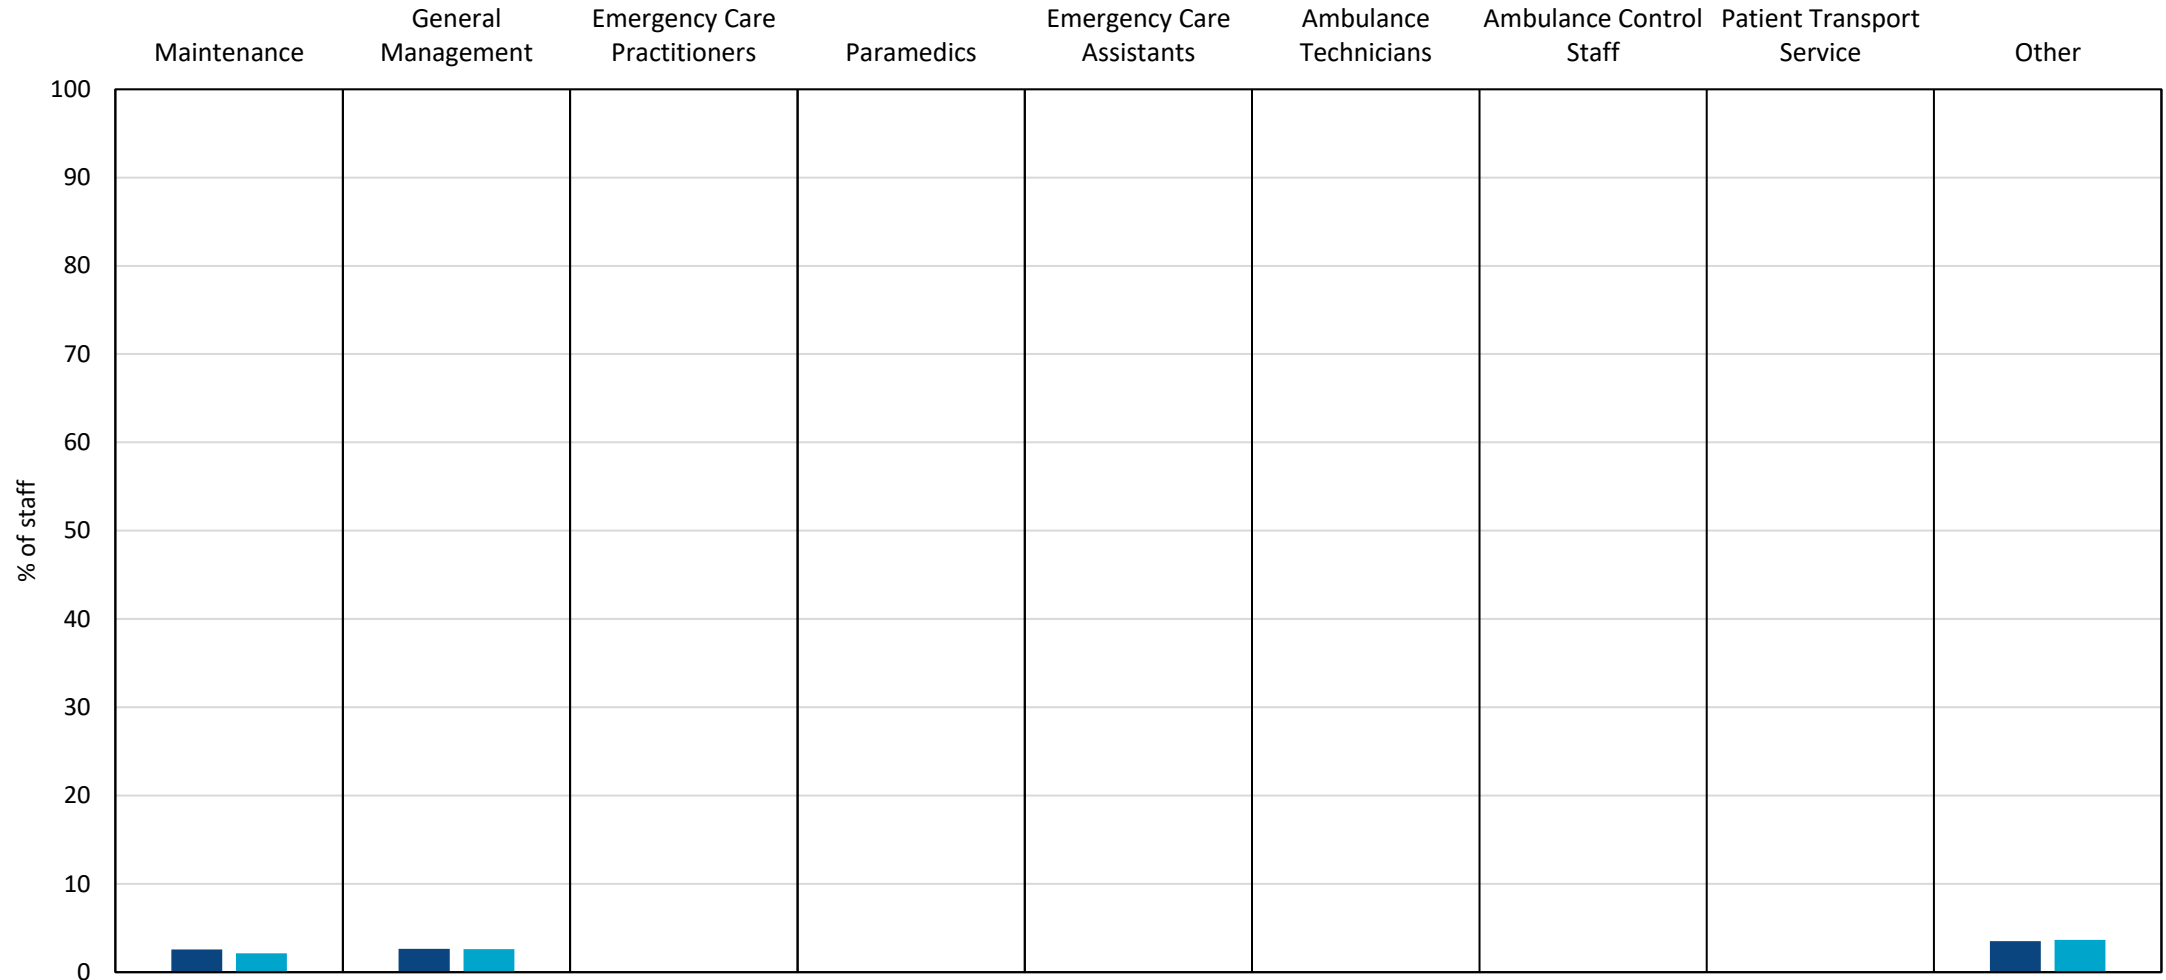 Maintenance
General
Management
Emergency Care
Practitioners
Paramedics
Emergency Care
Assistants
Ambulance
Technicians
Ambulance Control
Staff
Patient Transport
Service
Other
100
90
80
70
60
50
40
30
20
10
0
% of staff